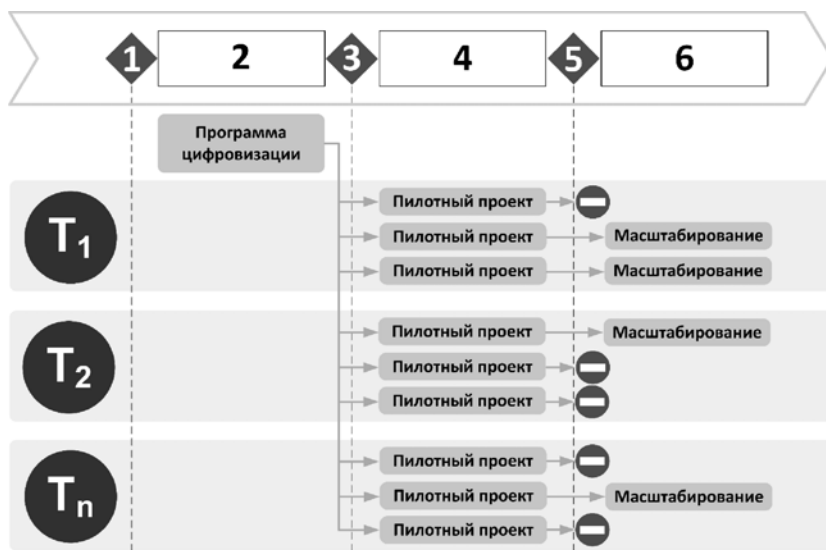 1 2 3 4 5 6
Программа
цифровизации
T1
Пилотный проект
Пилотный проект Масштабирование
Пилотный проект Масштабирование
T2
Пилотный проект Масштабирование
Пилотный проект
Пилотный проект
Tn
Пилотный проект
Пилотный проект Масштабирование
Пилотный проект